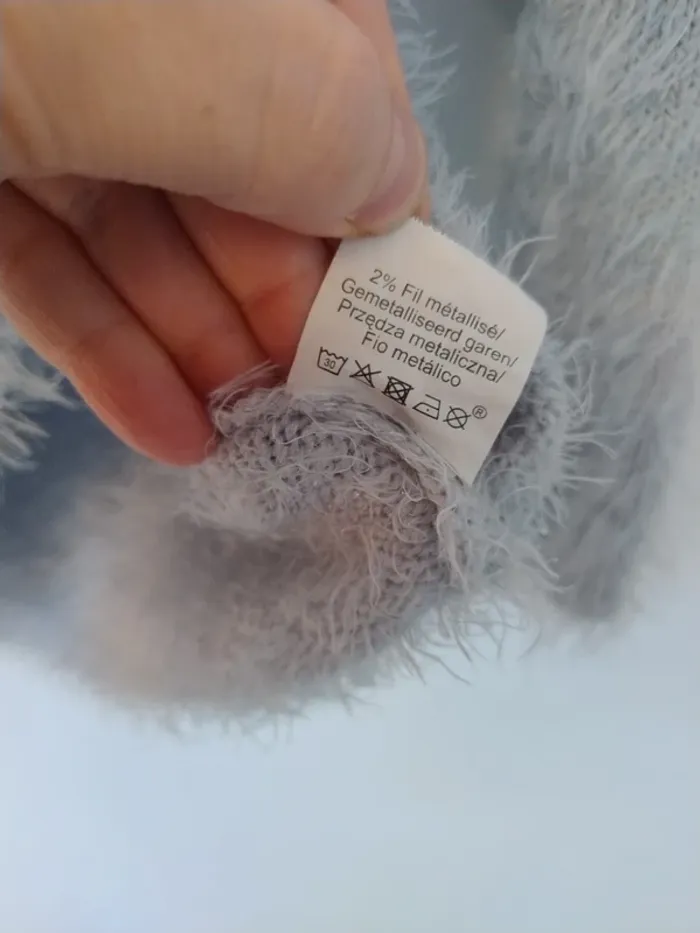 2% Fil métallisé/
Gemetalliseerd garen/
Przędza metaliczna/
Fio metálico
30 ®